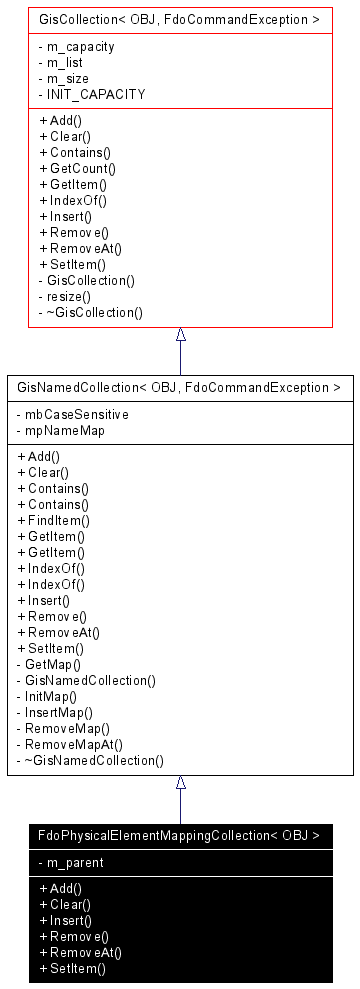 GisCollection< OBJ, FdoCommandException >
- m_capacity
- m_list
- m_size
- INIT_CAPACITY
+ Add()
+ Clear()
+ Contains()
+ GetCount()
+ GetItem()
+ IndexOf()
+ Insert()
+ Remove()
+ RemoveAt()
+ SetItem()
- GisCollection()
- resize()
- ~GisCollection()
GisNamedCollection< OBJ, FdoCommandException >
- mbCaseSensitive
- mpNameMap
+ Add()
+ Clear()
+ Contains()
+ Contains()
+ FindItem()
+ GetItem()
+ GetItem()
+ IndexOf()
+ IndexOf()
+ Insert()
+ Remove()
+ RemoveAt()
+ SetItem()
- GetMap()
- GisNamedCollection()
- InitMap()
- InsertMap()
- RemoveMap()
- RemoveMapAt()
- ~GisNamedCollection()
FdoPhysicalElementMappingCollection< OBJ >
- m_parent
+ Add()
+ Clear()
+ Insert()
+ Remove()
+ RemoveAt()
+ SetItem()